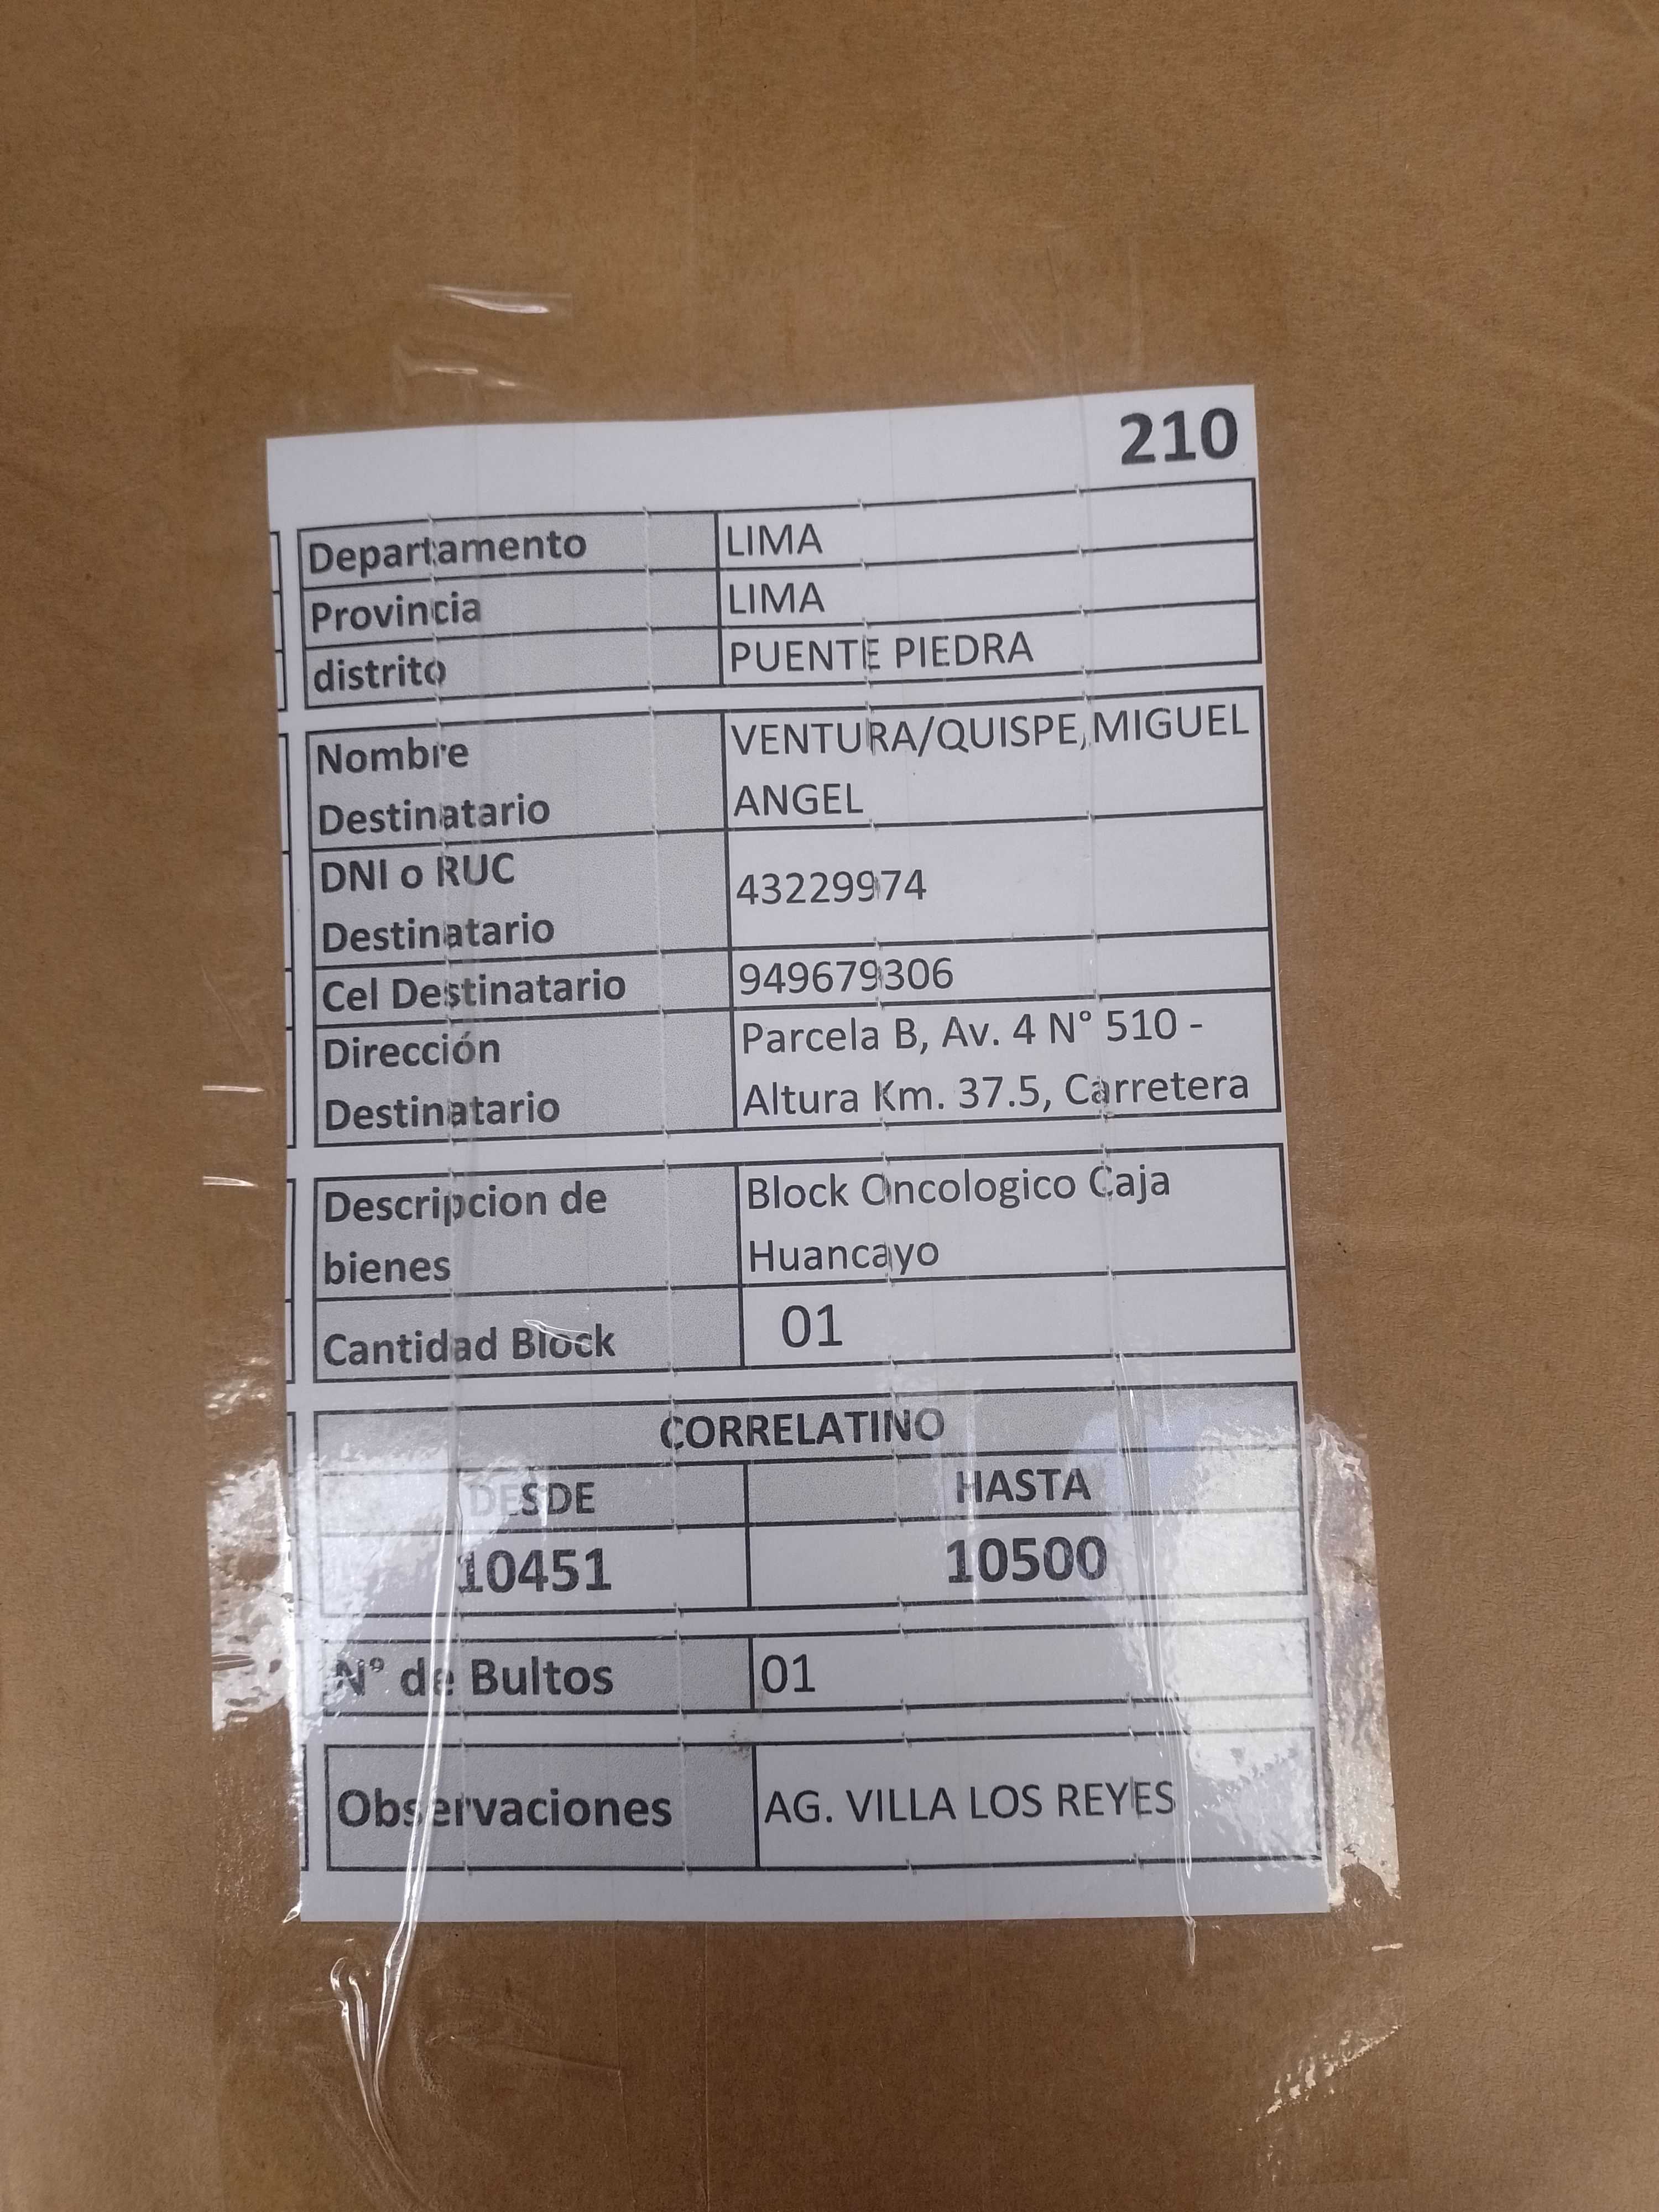 210
Departamento LIMA
Provincia LIMA
distrito PUENTE PIEDRA
Nombre Destinatario VENTURA/QUISPE,MIGUEL ANGEL
DNI o RUC Destinatario 43229974
Cel Destinatario 949679306
Dirección Destinatario Parcela B, Av. 4 N° 510 - Altura Km. 37.5, Carretera
Descripcion de bienes Block Oncologico Caja Huancayo
Cantidad Block 01
CORRELATINO
DESDE HASTA
10451 10500
N° de Bultos 01
Observaciones AG. VILLA LOS REYES